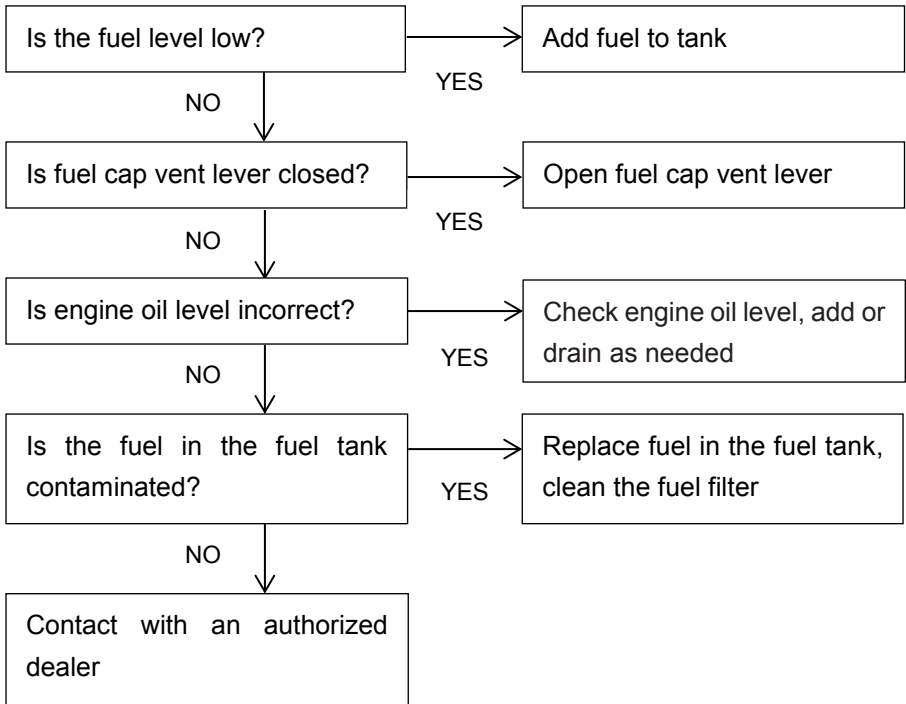 Is the fuel level low?
Add fuel to tank
YES
NO
Is fuel cap vent lever closed?
Open fuel cap vent lever
YES
NO
Is engine oil level incorrect?
Check engine oil level, add or
drain as needed
YES
NO
Is the fuel in the fuel tank
contaminated?
Replace fuel in the fuel tank,
clean the fuel filter
YES
NO
Contact with an authorized
dealer